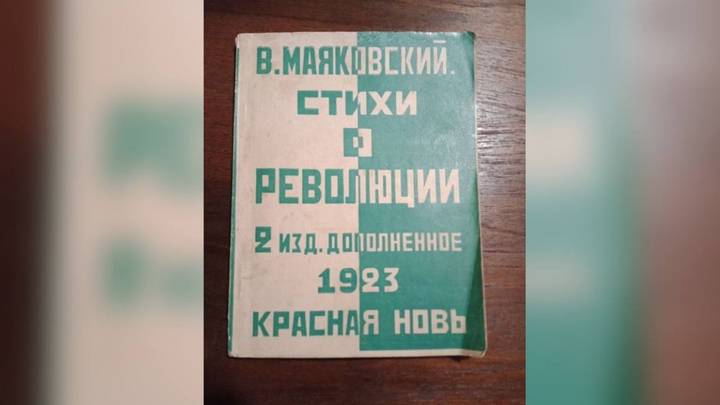 В.МАЯКОВСКИЙ.
СТИХИ
О
РЕВОЛЮЦИИ
2 ИЗД. ДОПОЛНЕННОЕ
1923
КРАСНАЯ НОВЬ